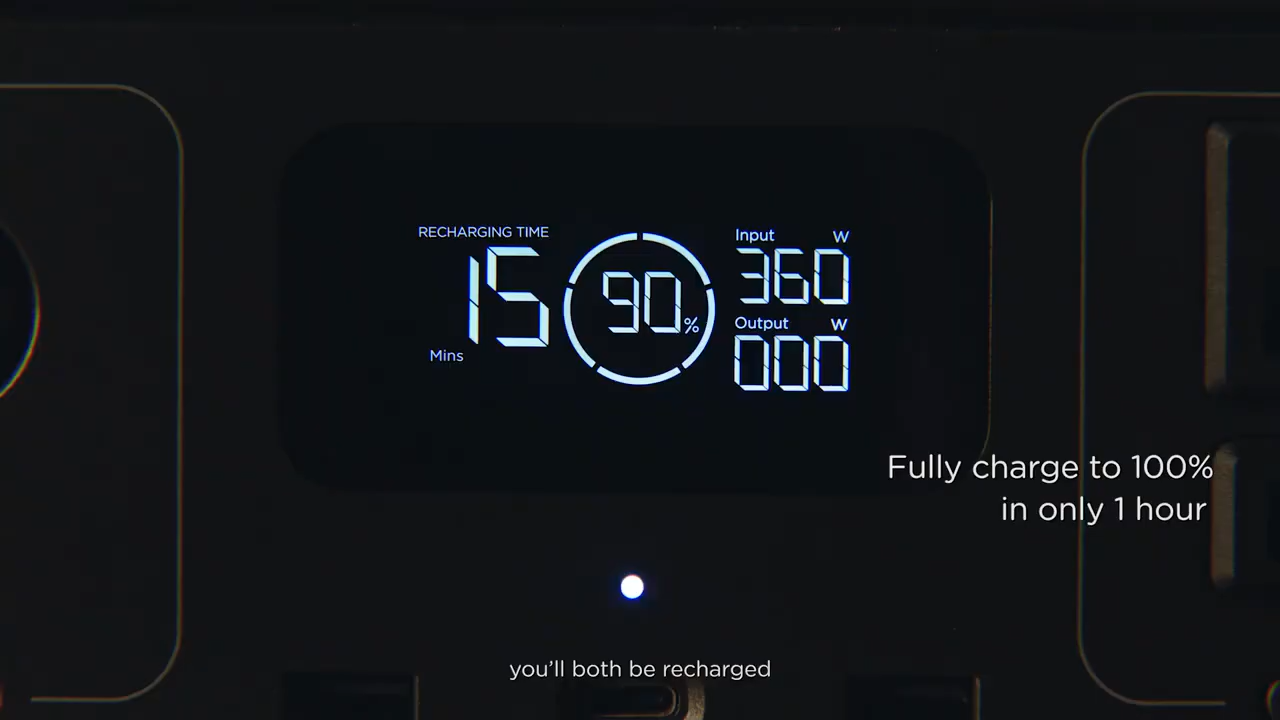 RECHARGING TIME
15
Mins
90%
Input W
360
Output W
000
Fully charge to 100%
in only 1 hour
you'll both be recharged